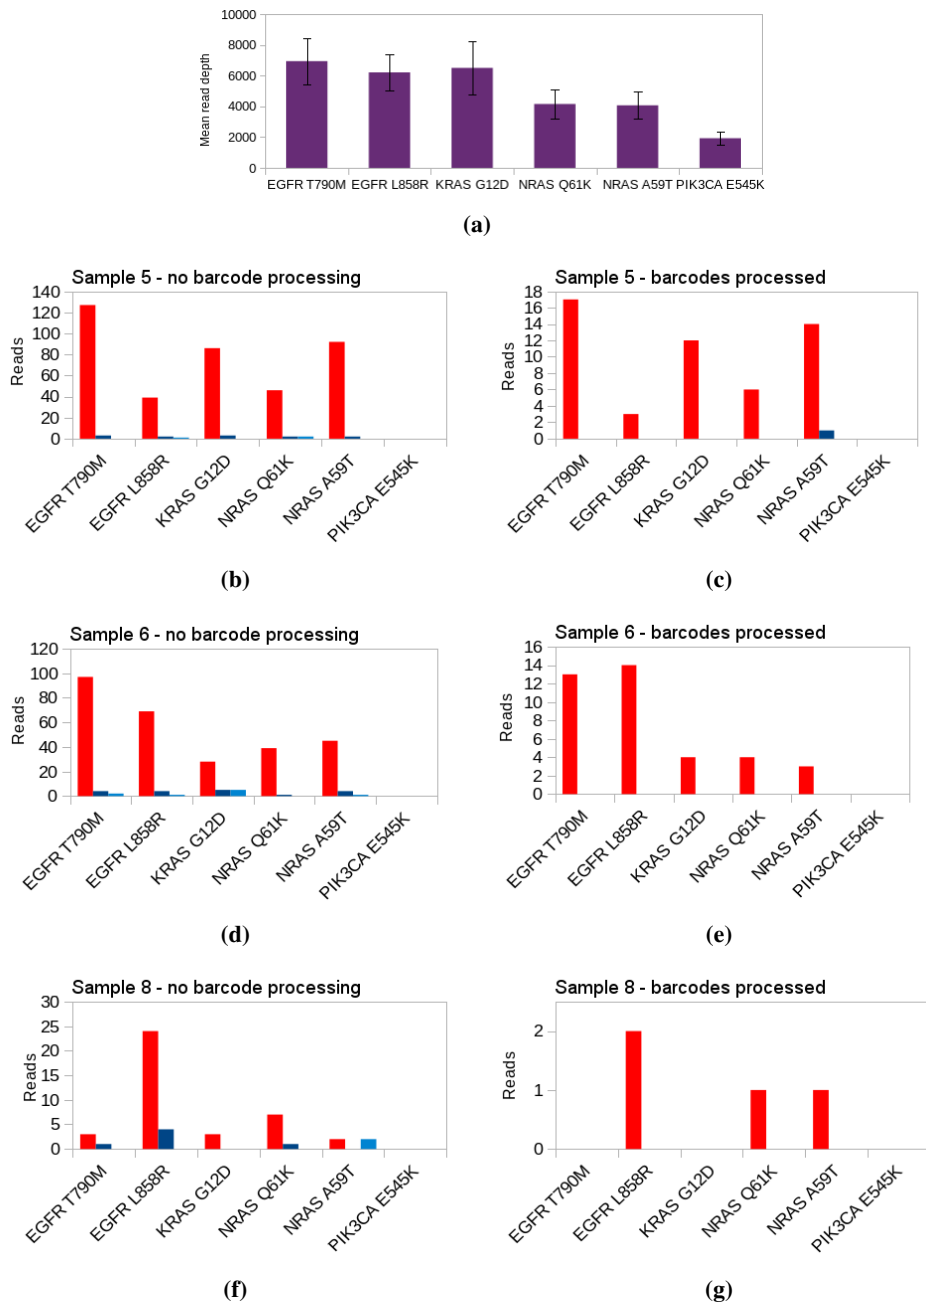 10000
8000
6000
4000
2000
0
Mean read depth
EGFR T790M EGFR L858R KRAS G12D NRAS Q61K NRAS A59T PIK3CA E545K
(a)
Sample 5 - no barcode processing
140
120
100
80
60
40
20
0
Reads
EGFR T790M
EGFR L858R
KRAS G12D
NRAS Q61K
NRAS A59T
PIK3CA E545K
(b)
Sample 5 - barcodes processed
18
16
14
12
10
8
6
4
2
0
Reads
EGFR T790M
EGFR L858R
KRAS G12D
NRAS Q61K
NRAS A59T
PIK3CA E545K
(c)
Sample 6 - no barcode processing
120
100
80
60
40
20
0
Reads
EGFR T790M
EGFR L858R
KRAS G12D
NRAS Q61K
NRAS A59T
PIK3CA E545K
(d)
Sample 6 - barcodes processed
16
14
12
10
8
6
4
2
0
Reads
EGFR T790M
EGFR L858R
KRAS G12D
NRAS Q61K
NRAS A59T
PIK3CA E545K
(e)
Sample 8 - no barcode processing
30
25
20
15
10
5
0
Reads
EGFR T790M
EGFR L858R
KRAS G12D
NRAS Q61K
NRAS A59T
PIK3CA E545K
(f)
Sample 8 - barcodes processed
2
1
0
Reads
EGFR T790M
EGFR L858R
KRAS G12D
NRAS Q61K
NRAS A59T
PIK3CA E545K
(g)